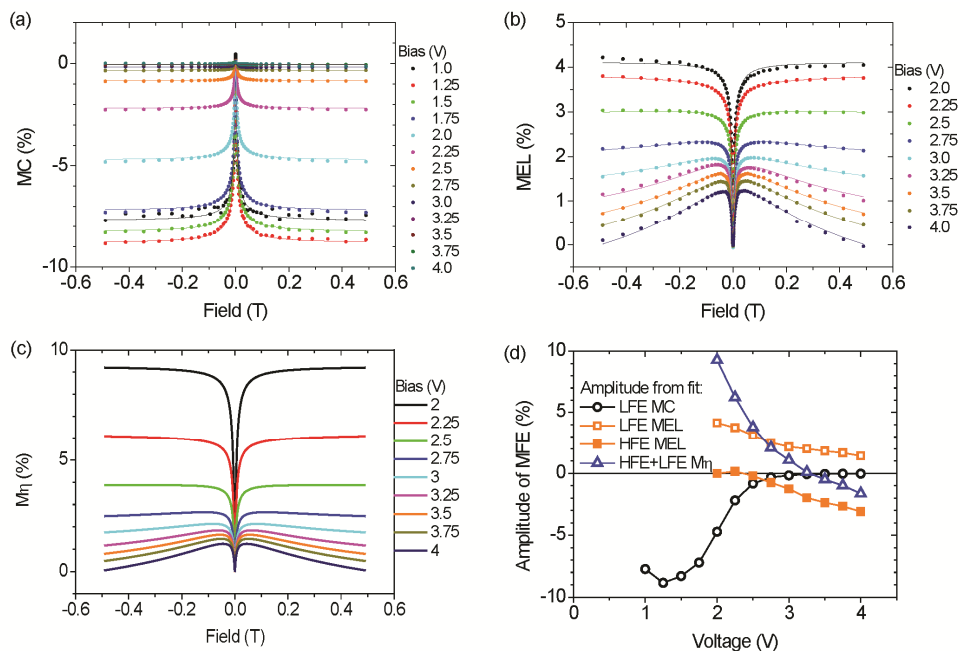 (a)
MC (%)
0
-5
-10
-0.6 -0.4 -0.2 0.0 0.2 0.4 0.6
Field (T)
Bias (V)
1.0
1.25
1.5
1.75
2.0
2.25
2.5
2.75
3.0
3.25
3.5
3.75
4.0
(b)
MEL (%)
5
4
3
2
1
0
-0.6 -0.4 -0.2 0.0 0.2 0.4 0.6
Field (T)
Bias (V)
2.0
2.25
2.5
2.75
3.0
3.25
3.5
3.75
4.0
(c)
Mη (%)
10
5
0
-0.6 -0.4 -0.2 0.0 0.2 0.4 0.6
Field (T)
Bias (V)
2
2.25
2.5
2.75
3
3.25
3.5
3.75
4
(d)
Amplitude of MFE (%)
10
5
0
-5
-10
0 1 2 3 4
Voltage (V)
Amplitude from fit:
LFE MC
LFE MEL
HFE MEL
HFE+LFE Mη